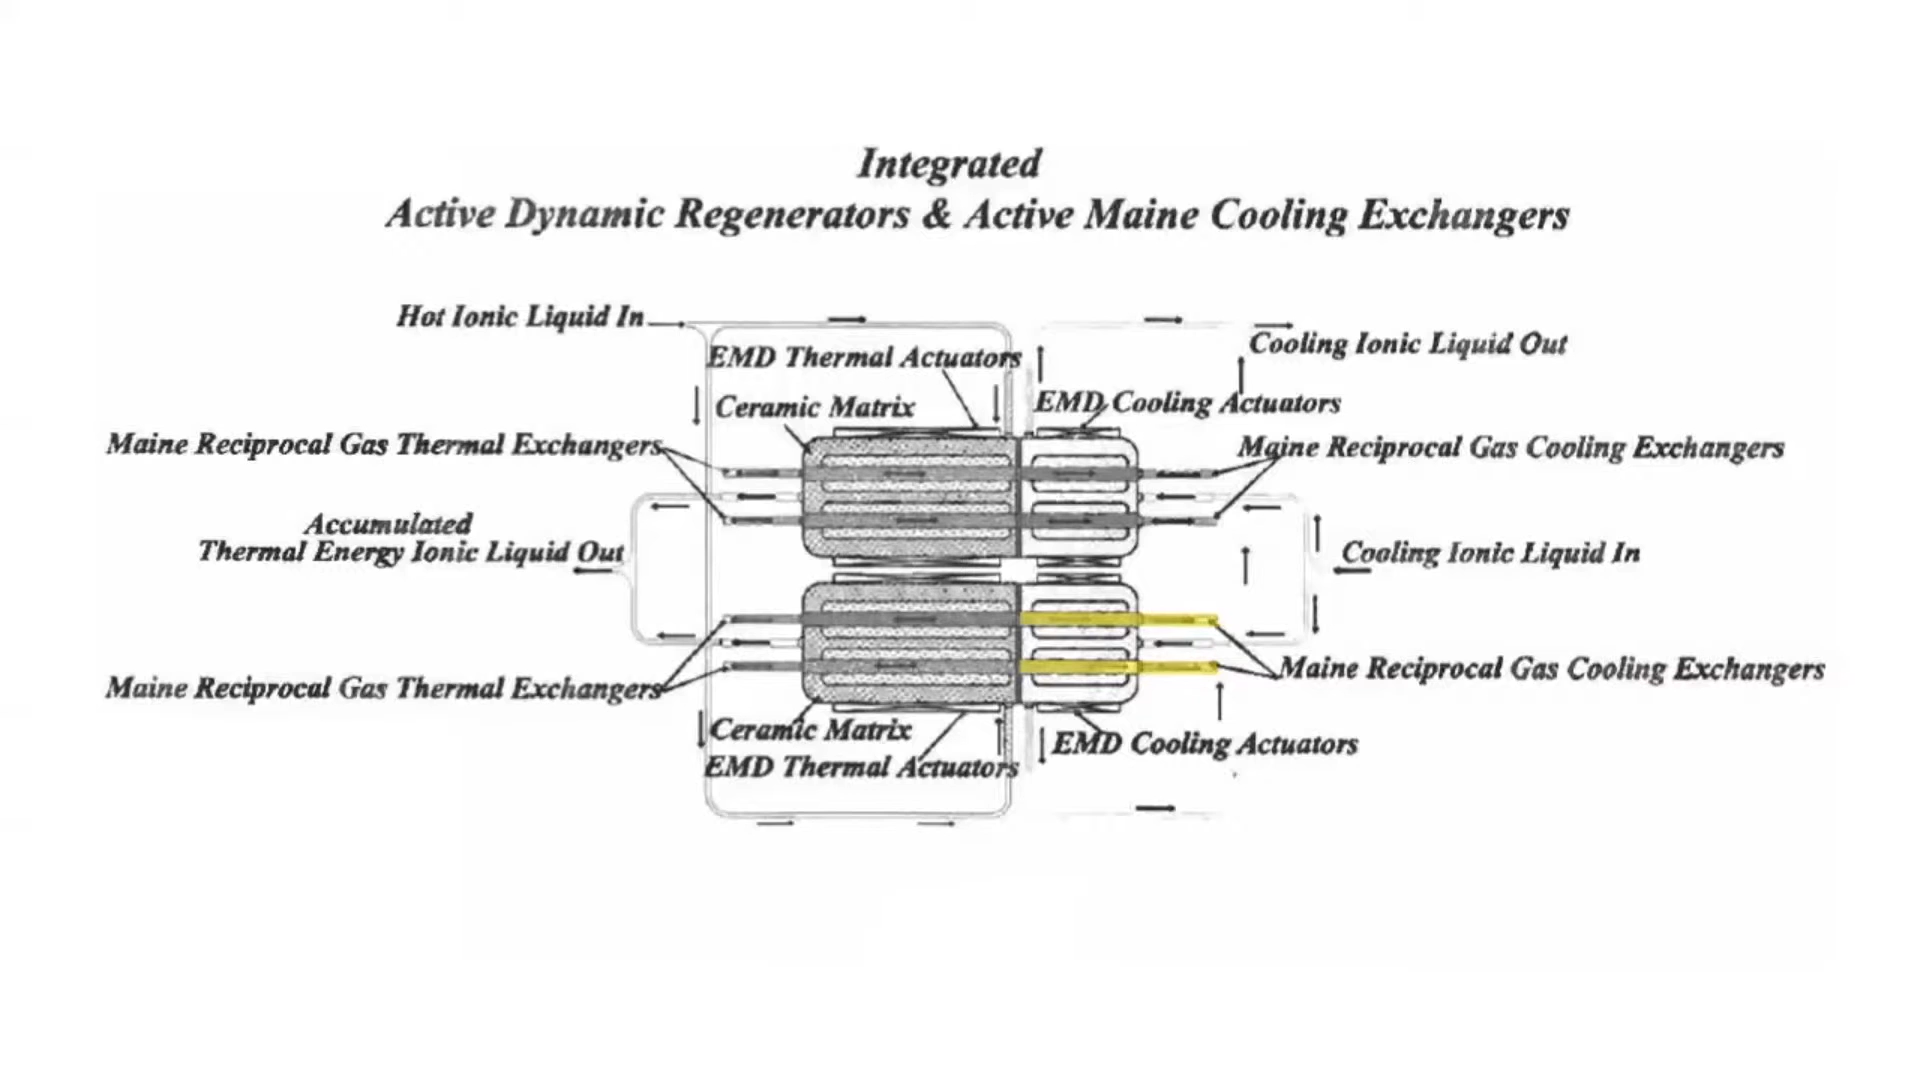 Integrated
Active Dynamic Regenerators & Active Maine Cooling Exchangers
Hot Ionic Liquid In
Cooling Ionic Liquid Out
EMD Thermal Actuators
Ceramic Matrix
EMD Cooling Actuators
Maine Reciprocal Gas Thermal Exchangers
Maine Reciprocal Gas Cooling Exchangers
Accumulated
Thermal Energy Ionic Liquid Out
Cooling Ionic Liquid In
Maine Reciprocal Gas Thermal Exchangers
Maine Reciprocal Gas Cooling Exchangers
Ceramic Matrix
EMD Thermal Actuators
EMD Cooling Actuators